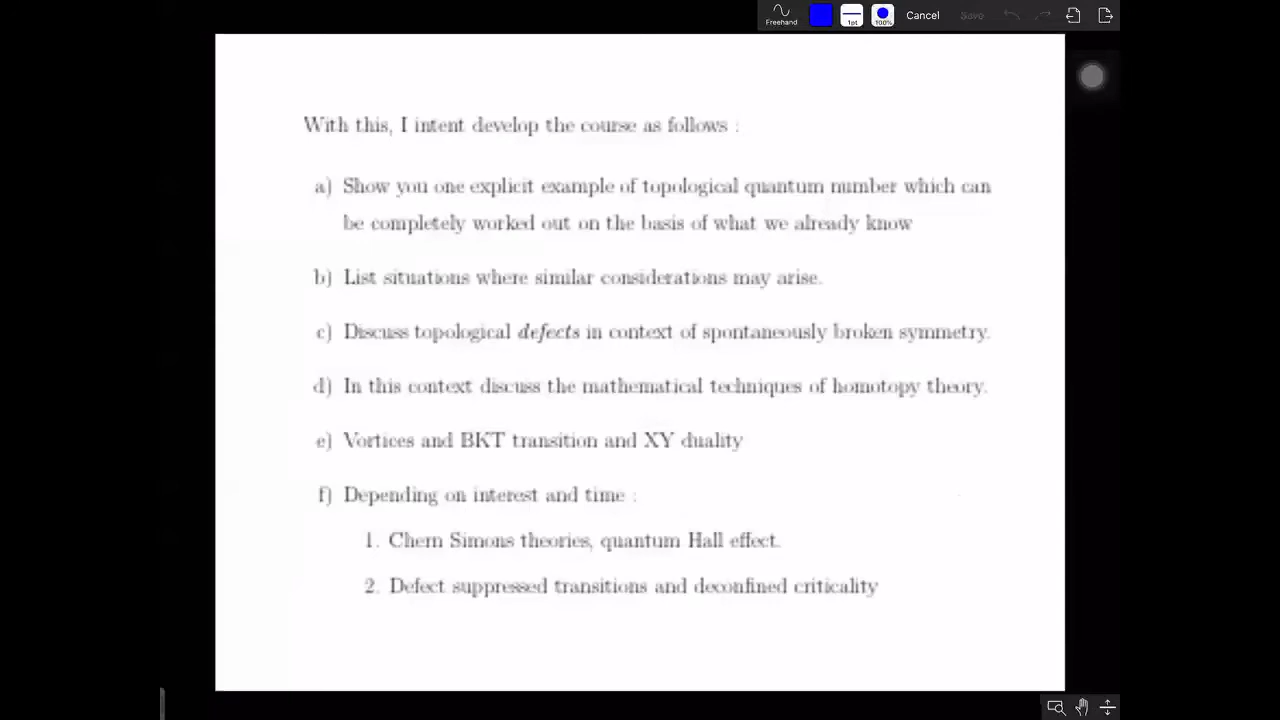 Freehand 1pt 100% Cancel Save
With this, I intent develop the course as follows :
a) Show you one explicit example of topological quantum number which can
be completely worked out on the basis of what we already know
b) List situations where similar considerations may arise.
c) Discuss topological defects in context of spontaneously broken symmetry.
d) In this context discuss the mathematical techniques of homotopy theory.
e) Vortices and BKT transition and XY duality
f) Depending on interest and time :
1. Chern Simons theories, quantum Hall effect.
2. Defect suppressed transitions and deconfined criticality